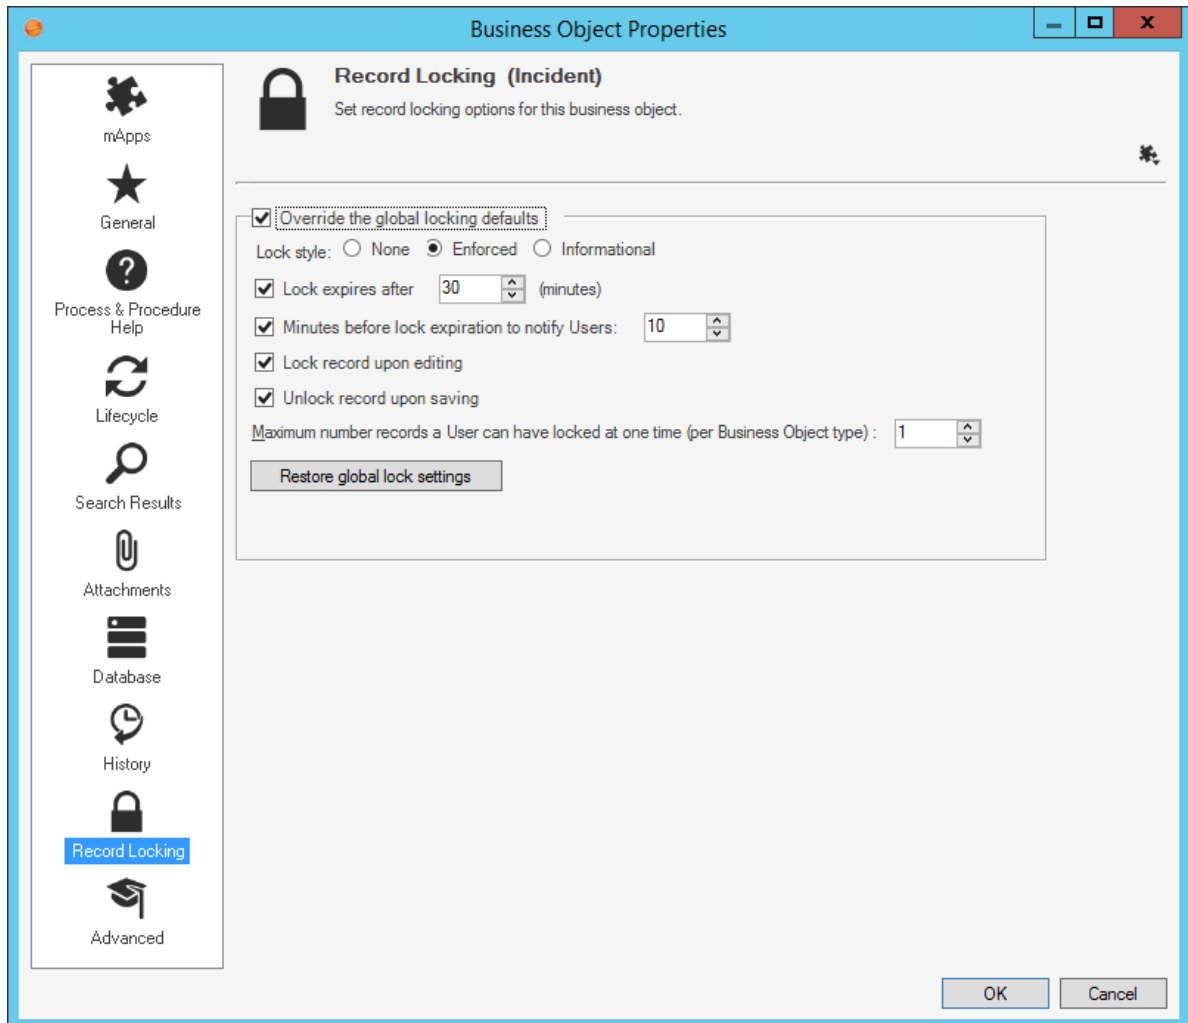 Business Object Properties
mApps
General
Process & Procedure
Help
Lifecycle
Search Results
Attachments
Database
History
Record Locking
Advanced
Record Locking (Incident)
Set record locking options for this business object.
Override the global locking defaults
Lock style: None Enforced Informational
Lock expires after 30 (minutes)
Minutes before lock expiration to notify Users: 10
Lock record upon editing
Unlock record upon saving
Maximum number records a User can have locked at one time (per Business Object type) : 1
Restore global lock settings
OK Cancel